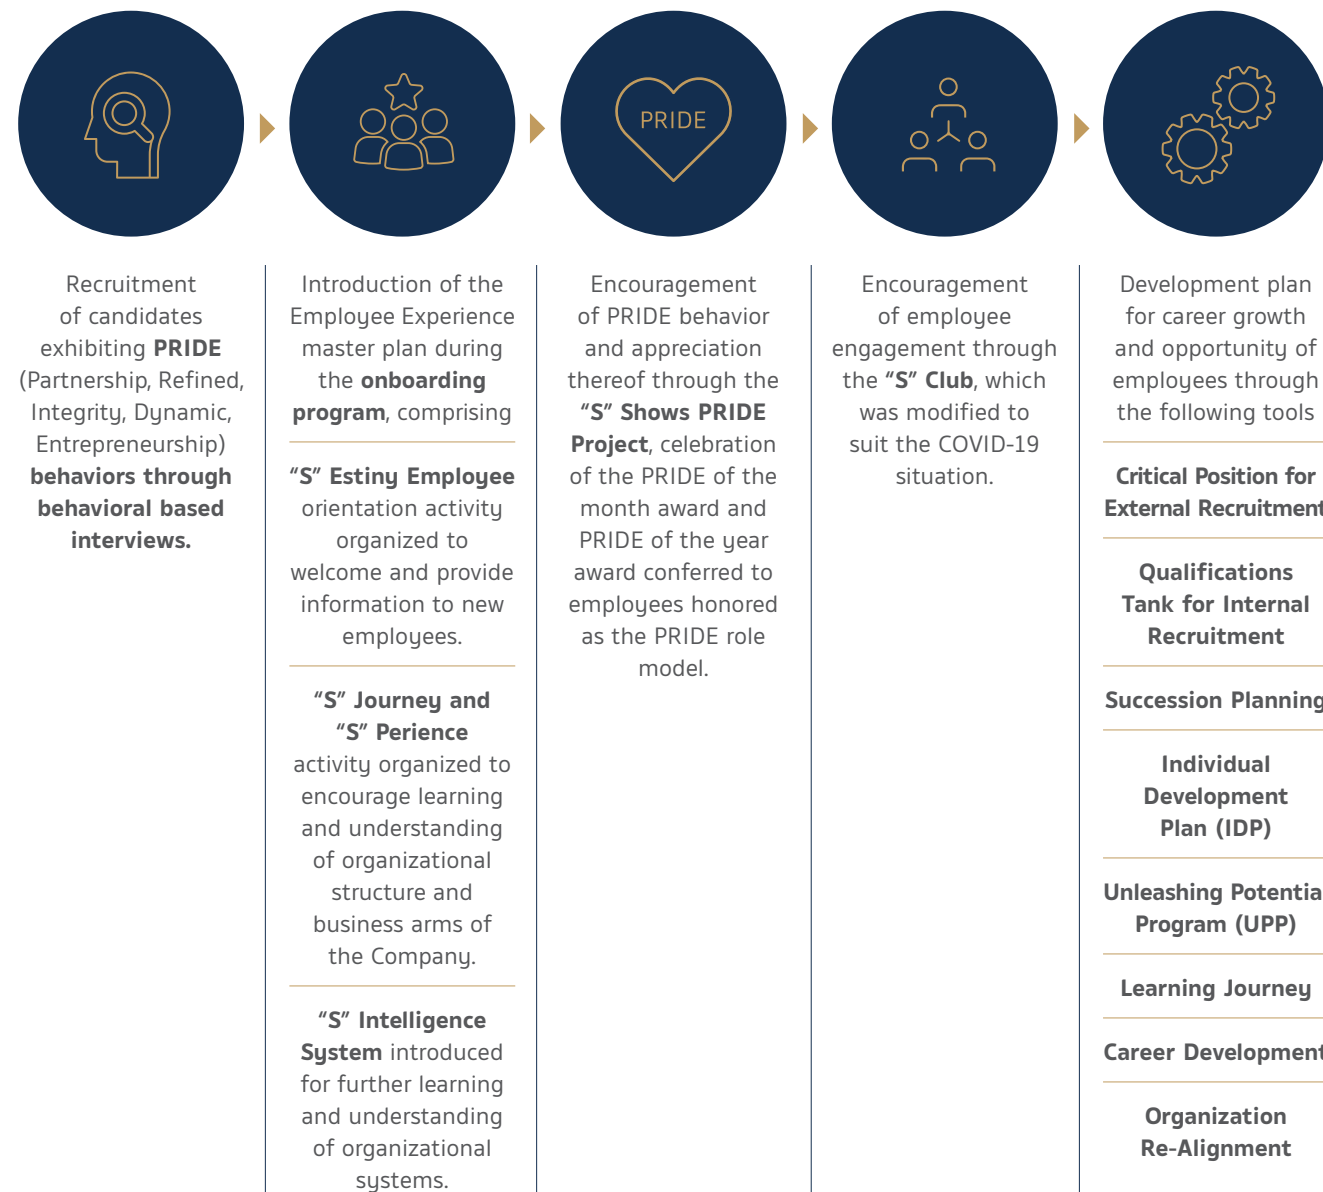 PRIDE
Recruitment
of candidates
exhibiting PRIDE
(Partnership, Refined,
Integrity, Dynamic,
Entrepreneurship)
behaviors through
behavioral based
interviews.
Introduction of the
Employee Experience
master plan during
the onboarding
program, comprising
“S” Estiny Employee
orientation activity
organized to
welcome and provide
information to new
employees.
“S” Journey and
“S” Perience
activity organized to
encourage learning
and understanding
of organizational
structure and
business arms of
the Company.
“S” Intelligence
System introduced
for further learning
and understanding
of organizational
systems.
Encouragement
of PRIDE behavior
and appreciation
thereof through the
“S” Shows PRIDE
Project, celebration
of the PRIDE of the
month award and
PRIDE of the year
award conferred to
employees honored
as the PRIDE role
model.
Encouragement
of employee
engagement through
the “S” Club, which
was modified to
suit the COVID-19
situation.
Development plan
for career growth
and opportunity of
employees through
the following tools
Critical Position for
External Recruitment
Qualifications
Tank for Internal
Recruitment
Succession Planning
Individual
Development
Plan (IDP)
Unleashing Potential
Program (UPP)
Learning Journey
Career Development
Organization
Re-Alignment